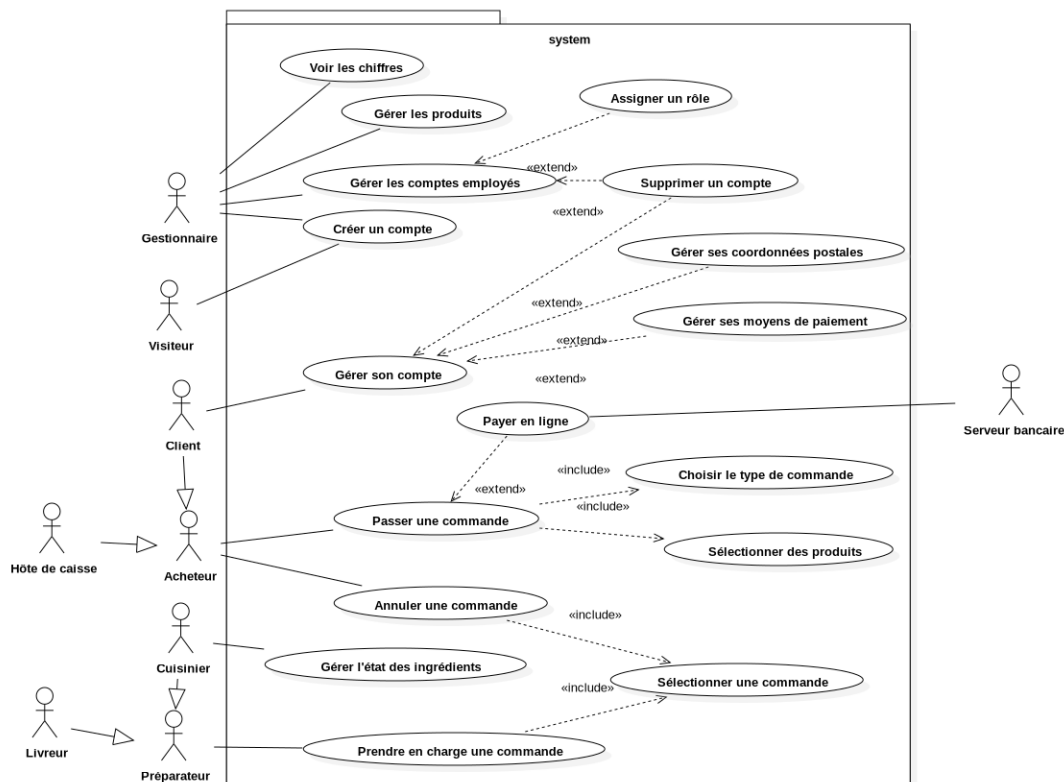 system
Voir les chiffres
Assigner un rôle
Gérer les produits
«extend»
Gérer les comptes employés
Supprimer un compte
«extend»
Gestionnaire
Créer un compte
Gérer ses coordonnées postales
«extend»
Gérer ses moyens de paiement
Visiteur
«extend»
Gérer son compte
«extend»
Payer en ligne
Serveur bancaire
Client
«include»
Choisir le type de commande
«extend»
«include»
Passer une commande
Sélectionner des produits
Hôte de caisse
Acheteur
Annuler une commande
«include»
Cuisinier
Gérer l'état des ingrédients
Sélectionner une commande
«include»
Livreur
Prendre en charge une commande
Préparateur